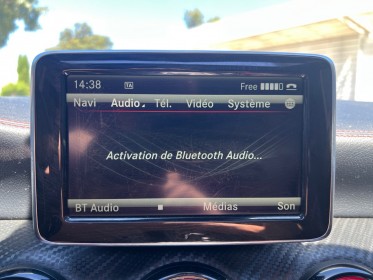 14:38 TA Free
Navi Audio Tél. Vidéo Système
Activation de Bluetooth Audio...
BT Audio Médias Son